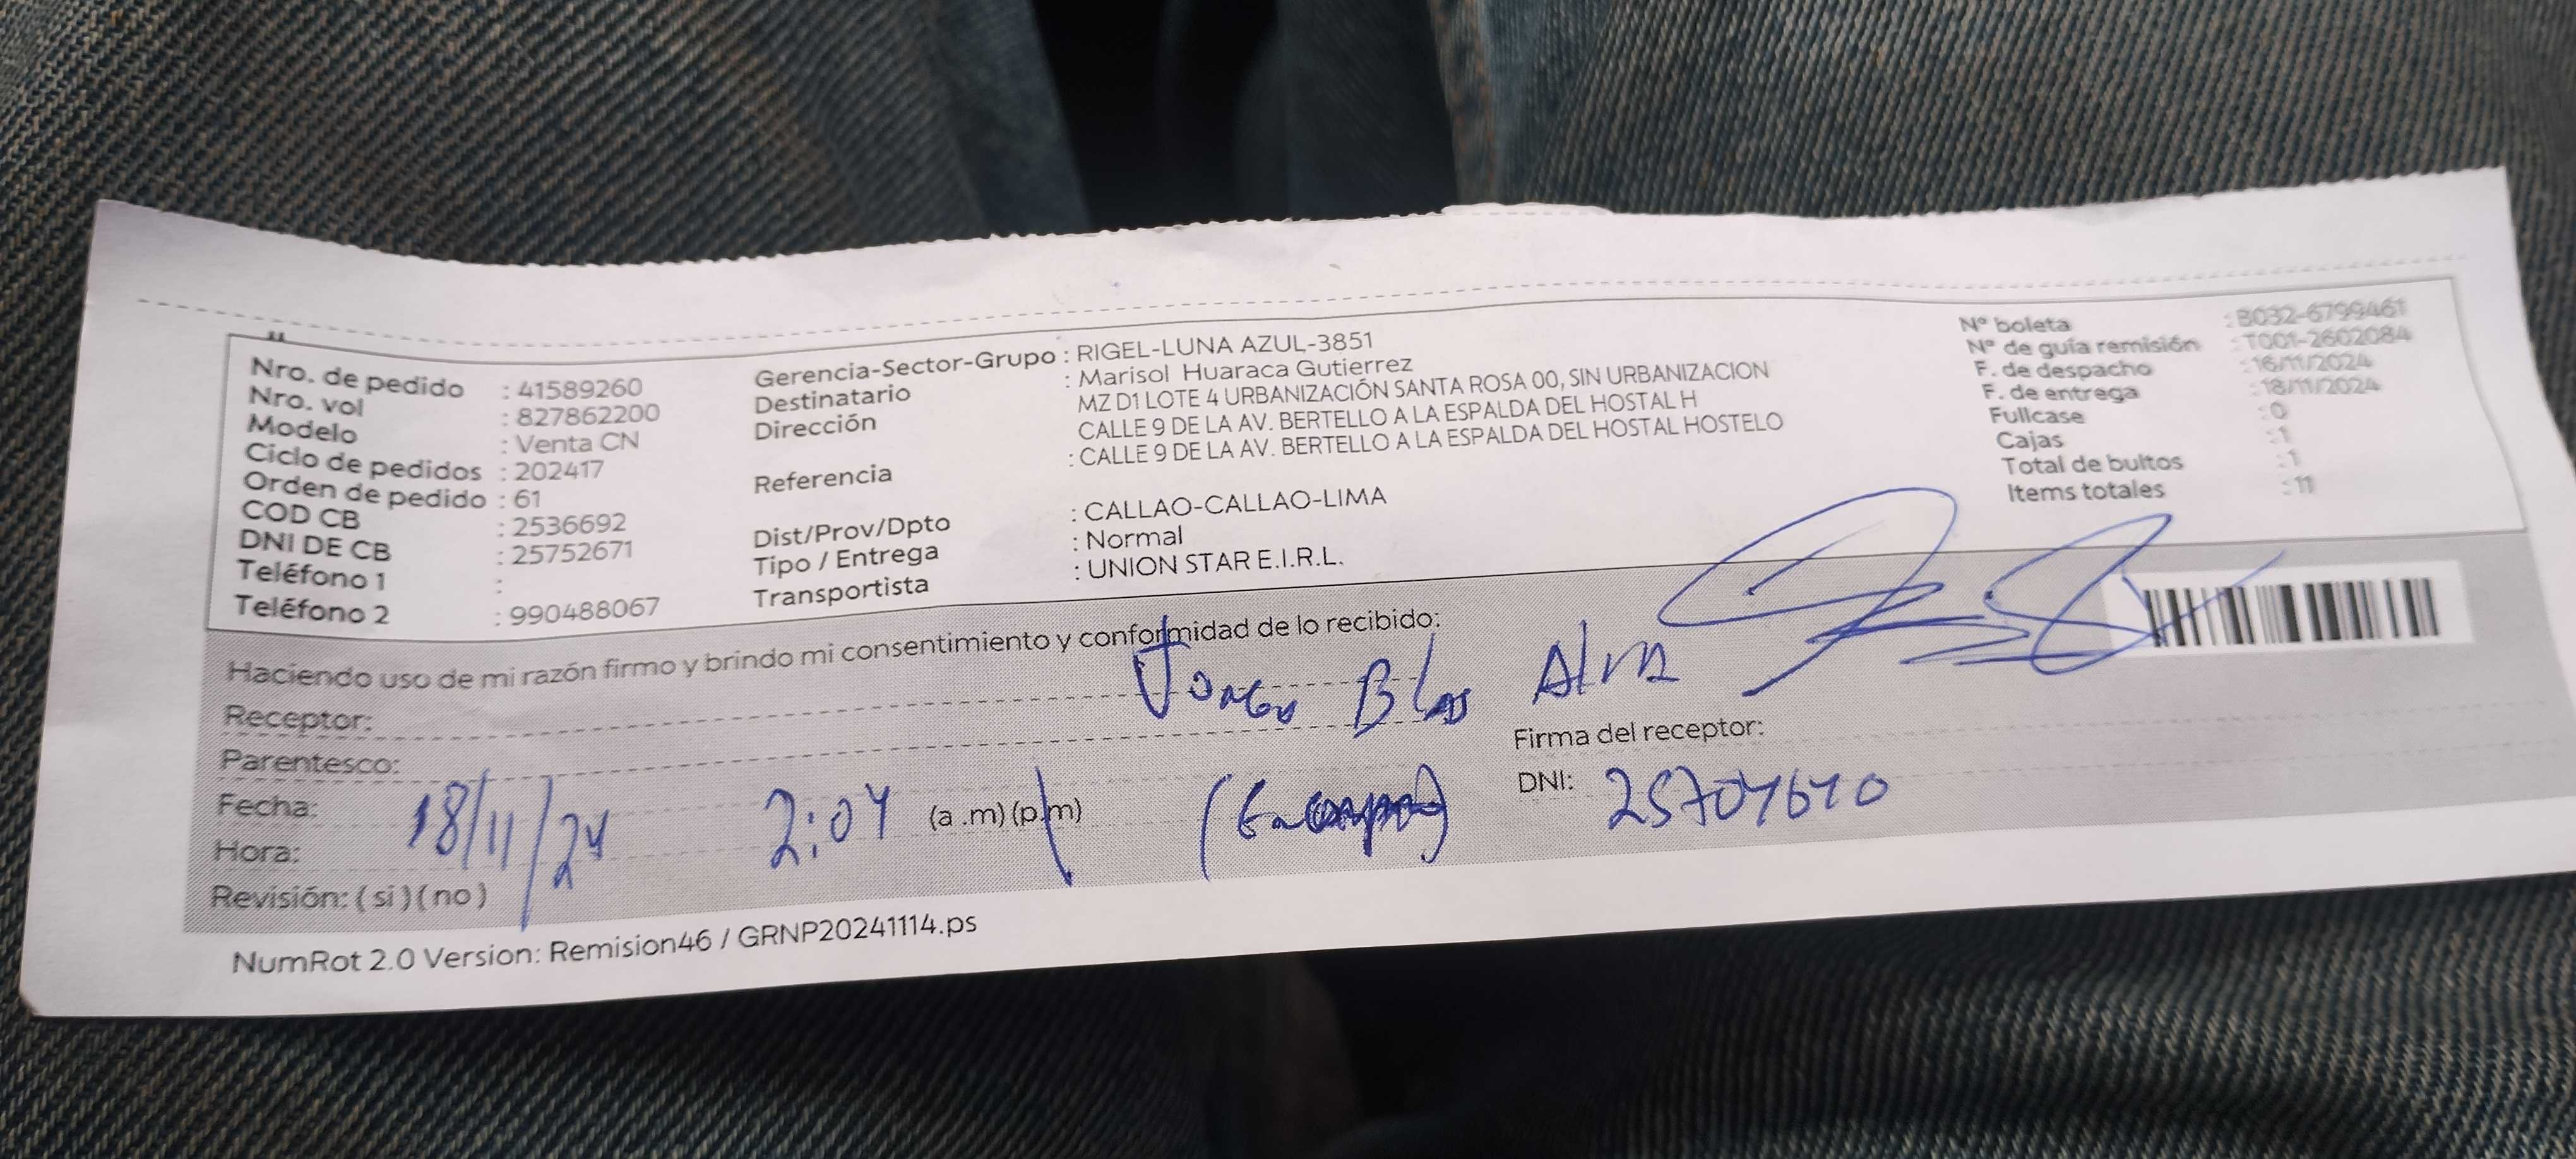 Nro. de pedido : 41589260
Nro. vol : 827862200
Modelo : Venta CN
Ciclo de pedidos : 202417
Orden de pedido : 61
COD CB : 2536692
DNI DE CB : 25752671
Teléfono 1 :
Teléfono 2 : 990488067
Gerencia-Sector-Grupo : RIGEL-LUNA AZUL-3851
Destinatario : Marisol Huaraca Gutierrez
Dirección MZ D1 LOTE 4 URBANIZACIÓN SANTA ROSA 00, SIN URBANIZACION
CALLE 9 DE LA AV. BERTELLO A LA ESPALDA DEL HOSTAL H
Referencia : CALLE 9 DE LA AV. BERTELLO A LA ESPALDA DEL HOSTAL HOSTELO
Dist/Prov/Dpto : CALLAO-CALLAO-LIMA
Tipo / Entrega : Normal
Transportista : UNION STAR E.I.R.L.
Nº boleta : B032-6799461
Nº de guía remisión : T001-2602084
F. de despacho : 16/11/2024
F. de entrega : 18/11/2024
Fullcase : 0
Cajas : 1
Total de bultos : 1
Items totales : 11
Haciendo uso de mi razón firmo y brindo mi consentimiento y conformidad de lo recibido:
Receptor: Blas
Parentesco:
Firma del receptor:
Fecha: 18/11/24
Hora: 2:04 (a .m) (p.m)
DNI: 25704640
Revisión: ( si ) ( no )
NumRot 2.0 Version: Remision46 / GRNP20241114.ps